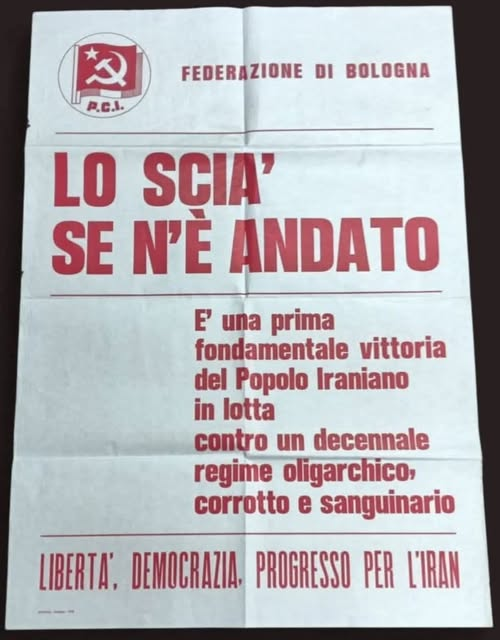 P.C.I.
FEDERAZIONE DI BOLOGNA
LO SCIA'
SE N'È ANDATO
E' una prima
fondamentale vittoria
del Popolo Iraniano
in lotta
contro un decennale
regime oligarchico,
corrotto e sanguinario
LIBERTA', DEMOCRAZIA, PROGRESSO PER L'IRAN